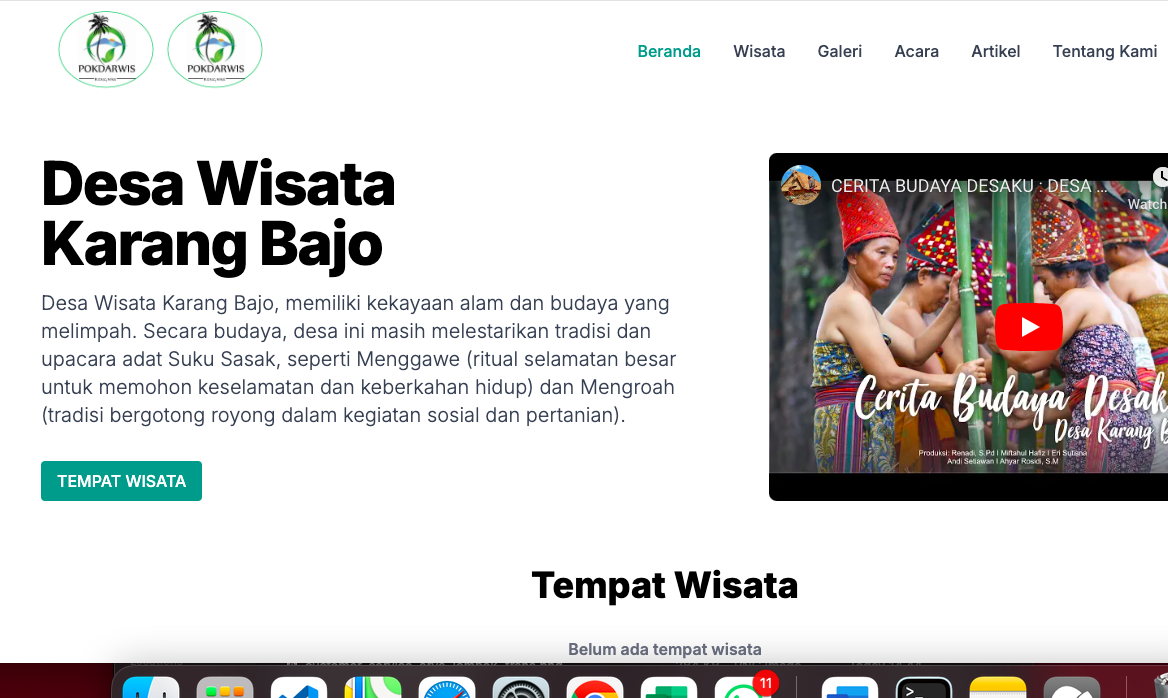 POKDARWIS
POKDARWIS
Beranda
Wisata
Galeri
Acara
Artikel
Tentang Kami
Desa Wisata
Karang Bajo
Desa Wisata Karang Bajo, memiliki kekayaan alam dan budaya yang
melimpah. Secara budaya, desa ini masih melestarikan tradisi dan
upacara adat Suku Sasak, seperti Menggawe (ritual selamatan besar
untuk memohon keselamatan dan keberkahan hidup) dan Mengroah
(tradisi bergotong royong dalam kegiatan sosial dan pertanian).
TEMPAT WISATA
CERITA BUDAYA DESAKU : DESA ...
Watch
Cerita Budaya Desak
Desa Karang B
Produksi: Renadi, S.Pd I Miftahul Hafiz I Eri Sutana
Andi Setiawan I Ahyar Rosidi, S.M
Tempat Wisata
Belum ada tempat wisata
11